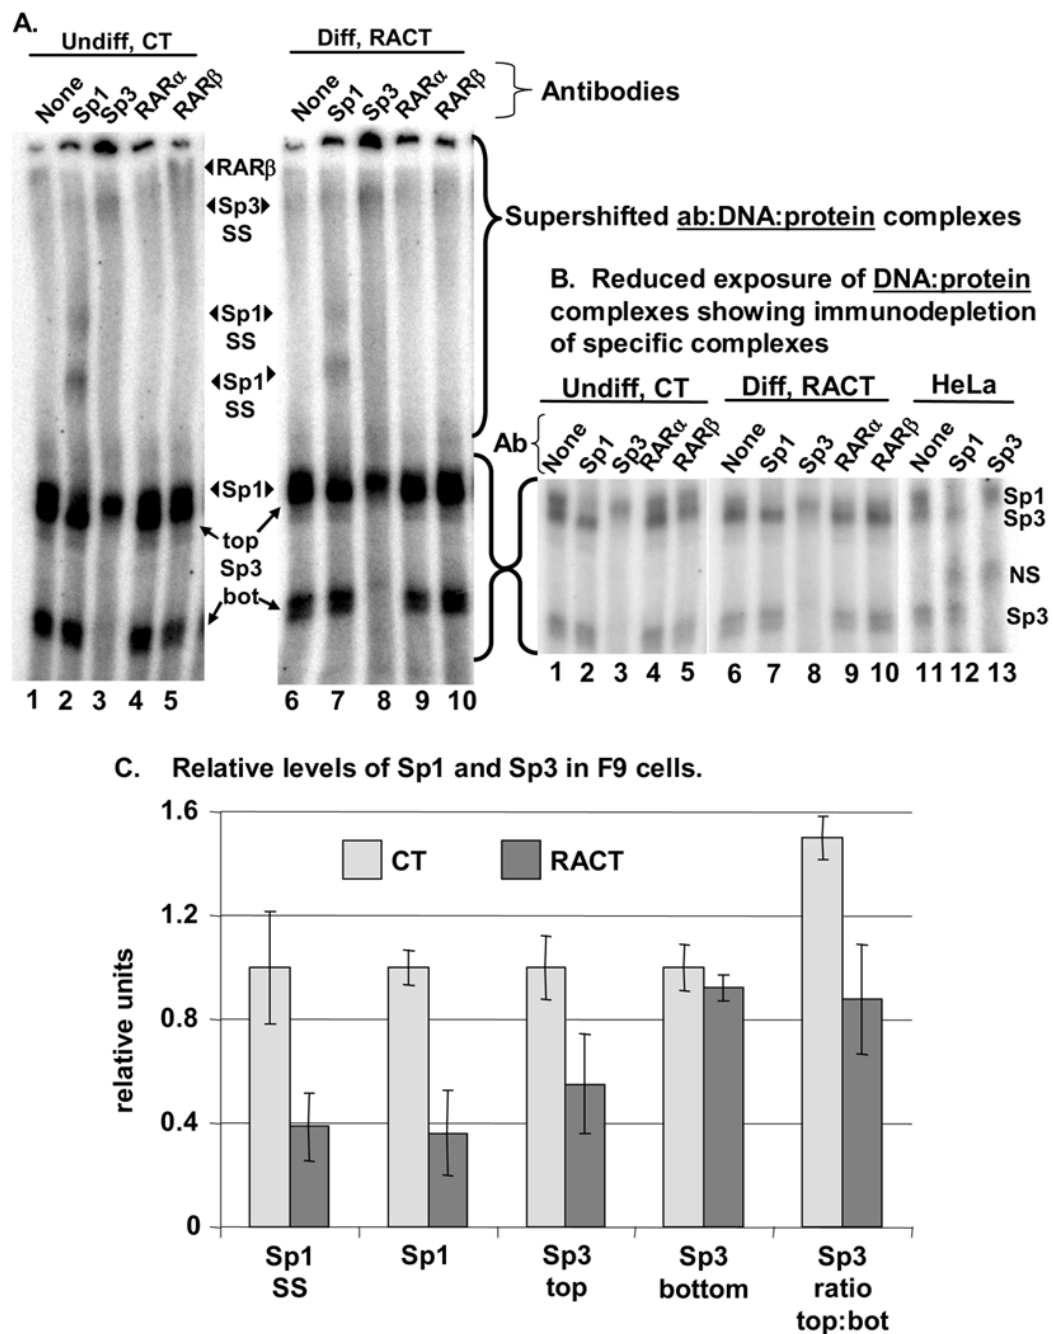 A.
Undiff, CT
Diff, RACT
None Sp1 Sp3 RARα RARβ
None Sp1 Sp3 RARα RARβ
Antibodies
RARβ
Sp3
SS
Sp1
SS
Sp1
SS
Sp1
top
Sp3
bot
1 2 3 4 5
6 7 8 9 10
Supershifted ab:DNA:protein complexes
B. Reduced exposure of DNA:protein
complexes showing immunodepletion
of specific complexes
Undiff, CT Diff, RACT HeLa
Ab
None Sp1 Sp3 RARα RARβ None Sp1 Sp3 RARα RARβ None Sp1 Sp3
Sp1
Sp3
NS
Sp3
1 2 3 4 5 6 7 8 9 10 11 12 13
C. Relative levels of Sp1 and Sp3 in F9 cells.
relative units
1.6
1.2
0.8
0.4
0
CT
RACT
Sp1
SS
Sp1
Sp3
top
Sp3
bottom
Sp3
ratio
top:bot